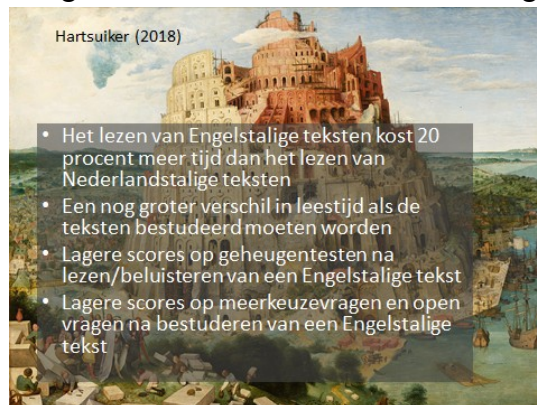 Hartsuiker (2018)
• Het lezen van Engelstalige teksten kost 20
procent meer tijd dan het lezen van
Nederlandstalige teksten
• Een nog groter verschil in leestijd als de
teksten bestudeerd moeten worden
• Lagere scores op geheugentesten na
lezen/beluisteren van een Engelstalige tekst
• Lagere scores op meerkeuzevragen en open
vragen na bestuderen van een Engelstalige
tekst